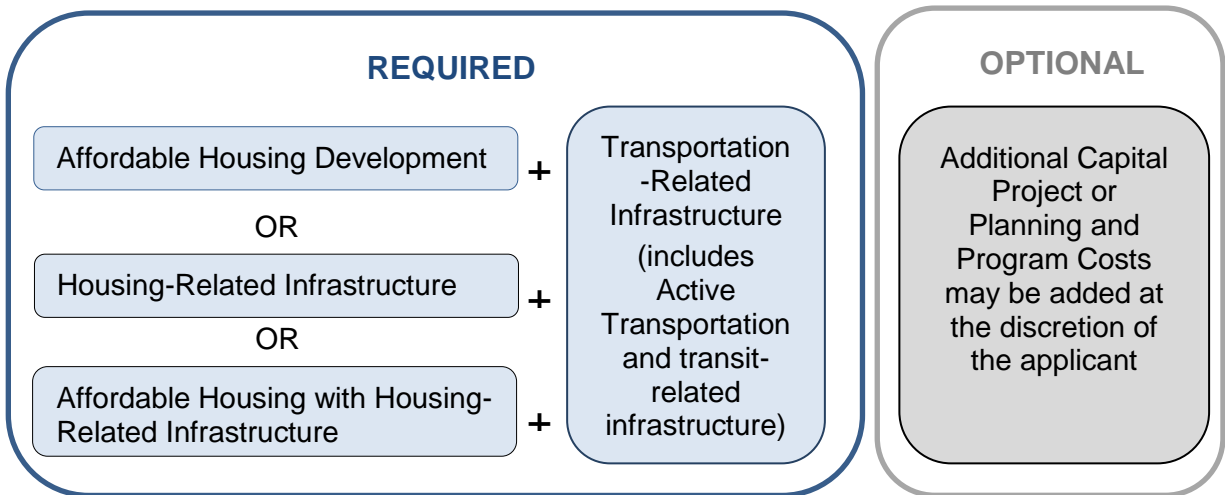 REQUIRED
Affordable Housing Development
+
OR
Housing-Related Infrastructure
+
OR
Affordable Housing with Housing-
Related Infrastructure
+
Transportation
-Related
Infrastructure
(includes
Active
Transportation
and transit-
related
infrastructure)
OPTIONAL
Additional Capital
Project or
Planning and
Program Costs
may be added at
the discretion of
the applicant